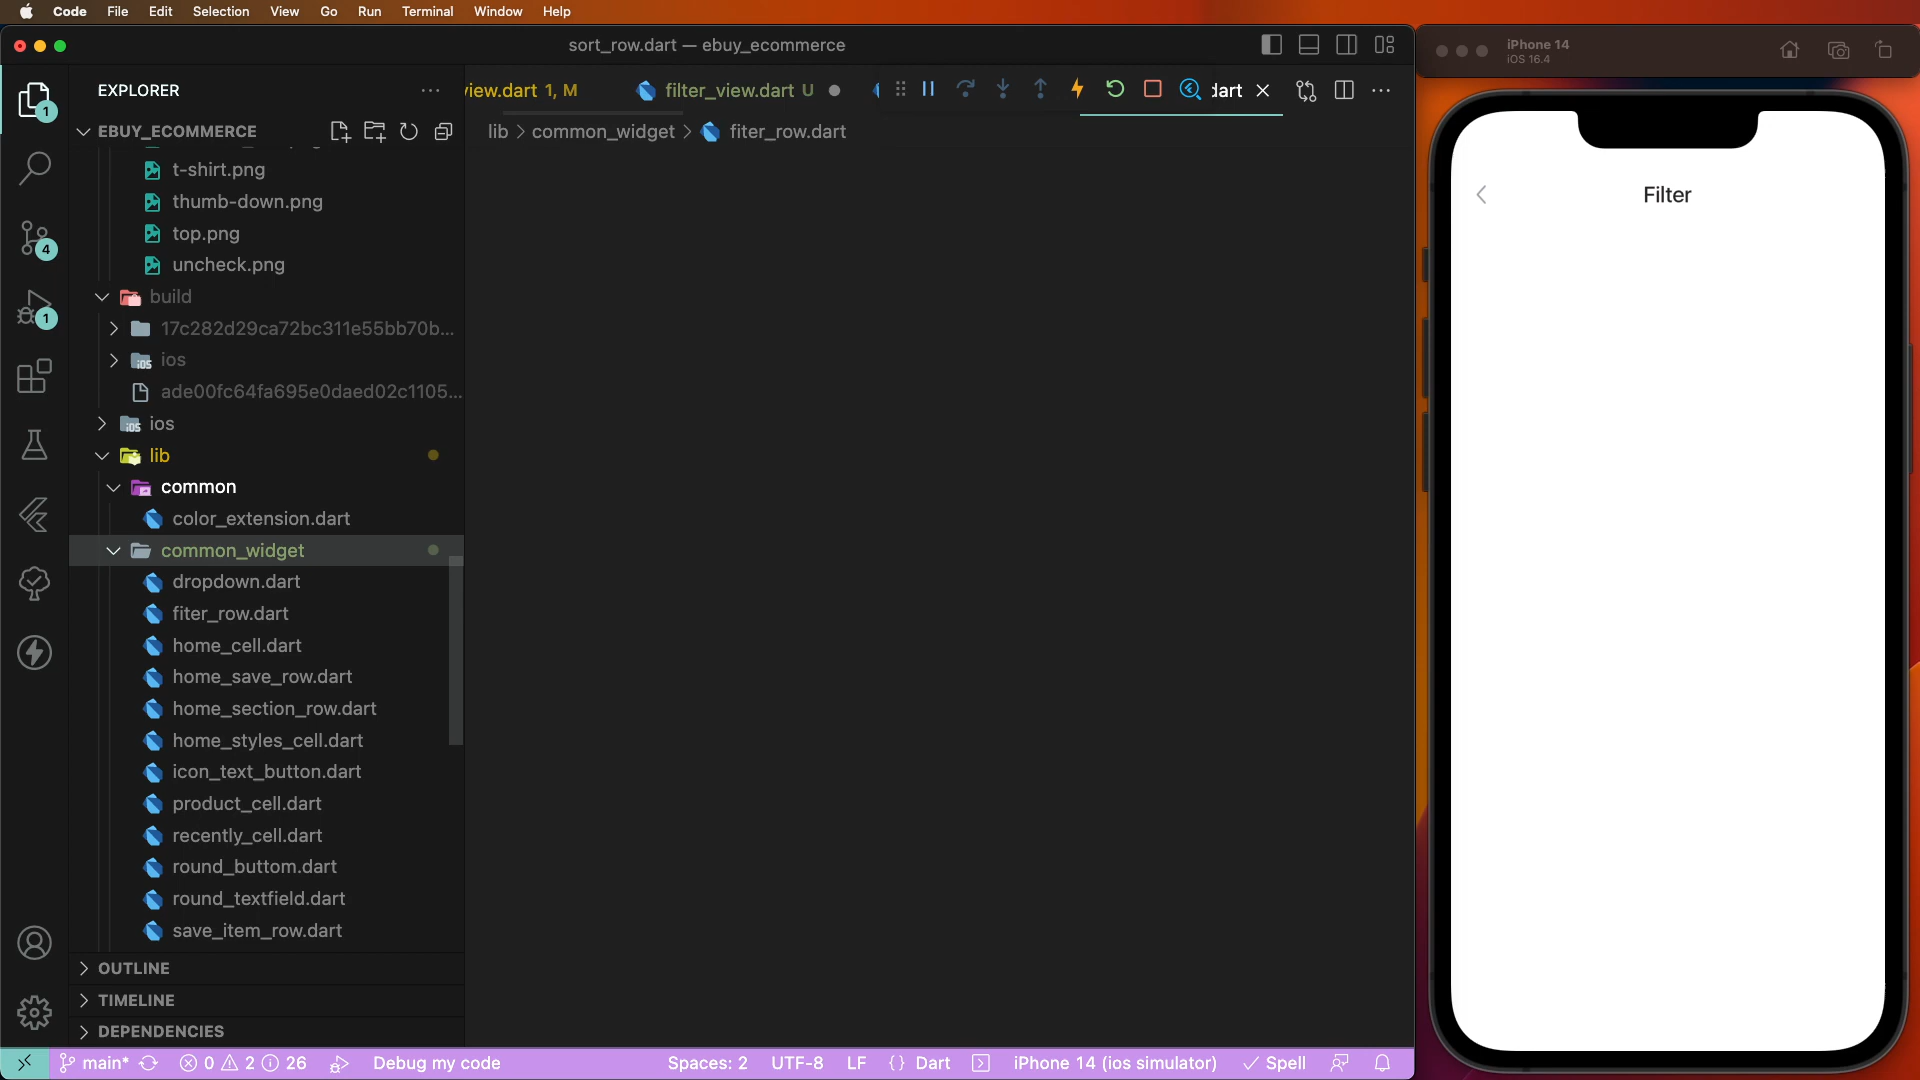 Code File Edit Selection View Go Run Terminal Window Help
sort_row.dart — ebuy_ecommerce
iPhone 14
iOS 16.4
EXPLORER
view.dart 1, M
filter_view.dart U
dart
EBUY_ECOMMERCE
lib > common_widget > fiter_row.dart
t-shirt.png
thumb-down.png
top.png
uncheck.png
build
17c282d29ca72bc311e55bb70b...
ios
ade00fc64fa695e0daed02c1105...
ios
lib
common
color_extension.dart
common_widget
dropdown.dart
fiter_row.dart
home_cell.dart
home_save_row.dart
home_section_row.dart
home_styles_cell.dart
icon_text_button.dart
product_cell.dart
recently_cell.dart
round_buttom.dart
round_textfield.dart
save_item_row.dart
OUTLINE
TIMELINE
DEPENDENCIES
1
4
1
Filter
main* 0 2 26 Debug my code Spaces: 2 UTF-8 LF {} Dart iPhone 14 (ios simulator) Spell